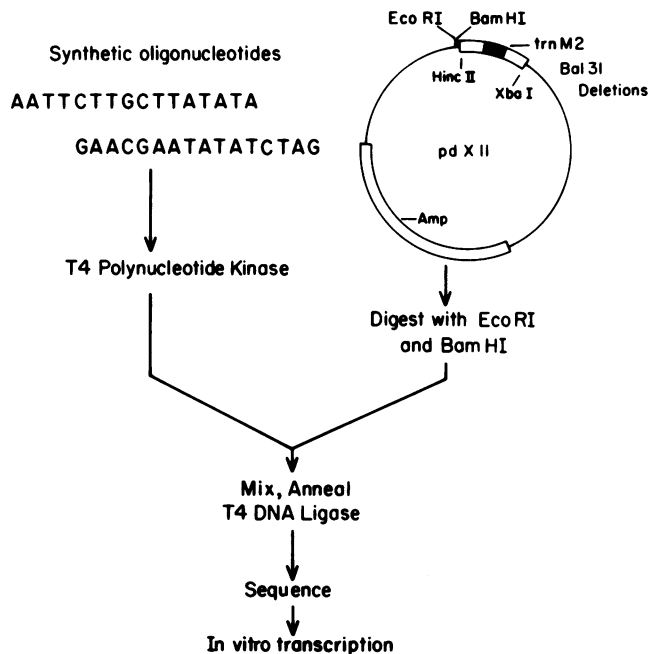 Synthetic oligonucleotides
AATTCTTGCTTATATA
GAACGAATATATCTAG
T4 Polynucleotide Kinase
Eco RI
Bam HI
trn M2
Hinc II
Xba I
Bal 31
Deletions
pd X II
Amp
Digest with Eco RI
and Bam HI
Mix, Anneal
T4 DNA Ligase
Sequence
In vitro transcription